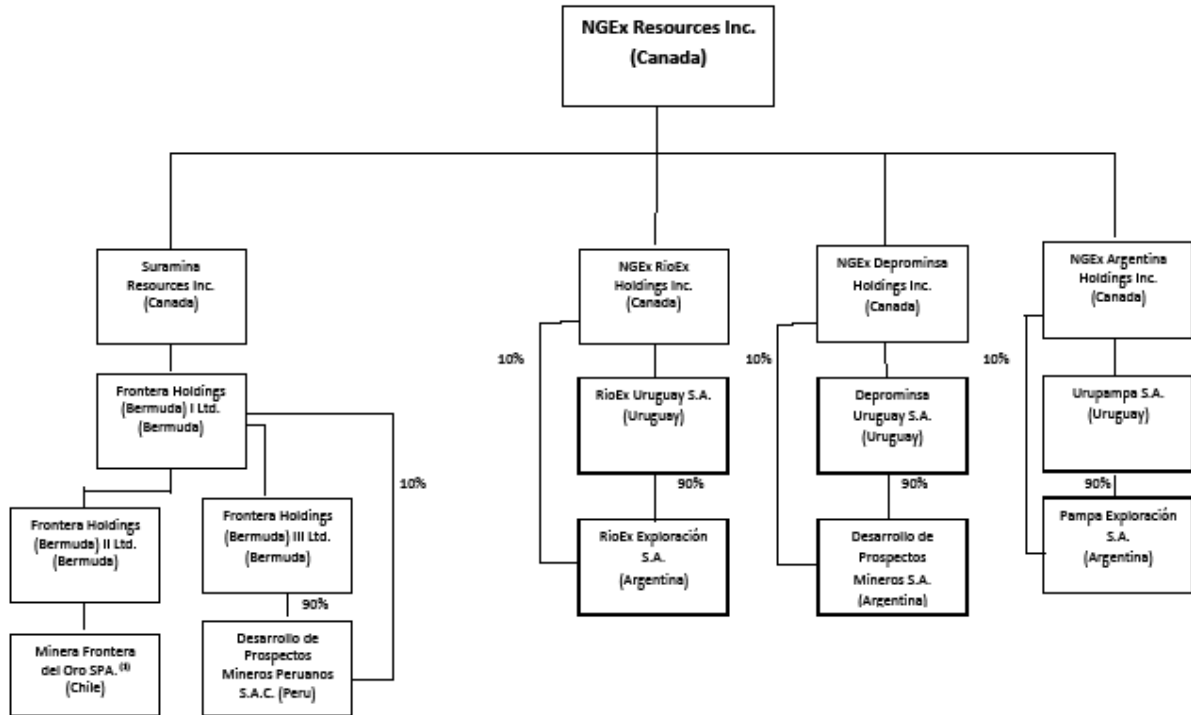 NGEx Resources Inc.
(Canada)
Suramina
Resources Inc.
(Canada)
NGEx RioEx
Holdings Inc.
(Canada)
NGEx Deprominsa
Holdings Inc.
(Canada)
NGEx Argentina
Holdings Inc.
(Canada)
10%
10%
10%
Frontera Holdings
(Bermuda) I Ltd.
(Bermuda)
RioEx Uruguay S.A.
(Uruguay)
Deprominsa
Uruguay S.A.
(Uruguay)
Urupampa S.A.
(Uruguay)
10%
90%
90%
90%
Frontera Holdings
(Bermuda) II Ltd.
(Bermuda)
Frontera Holdings
(Bermuda) III Ltd.
(Bermuda)
RioEx Exploración
S.A.
(Argentina)
Desarrollo de
Prospectos
Mineros S.A.
(Argentina)
Pampa Exploración
S.A.
(Argentina)
90%
Minera Frontera
del Oro SPA. (1)
(Chile)
Desarrollo de
Prospectos
Mineros Peruanos
S.A.C. (Peru)